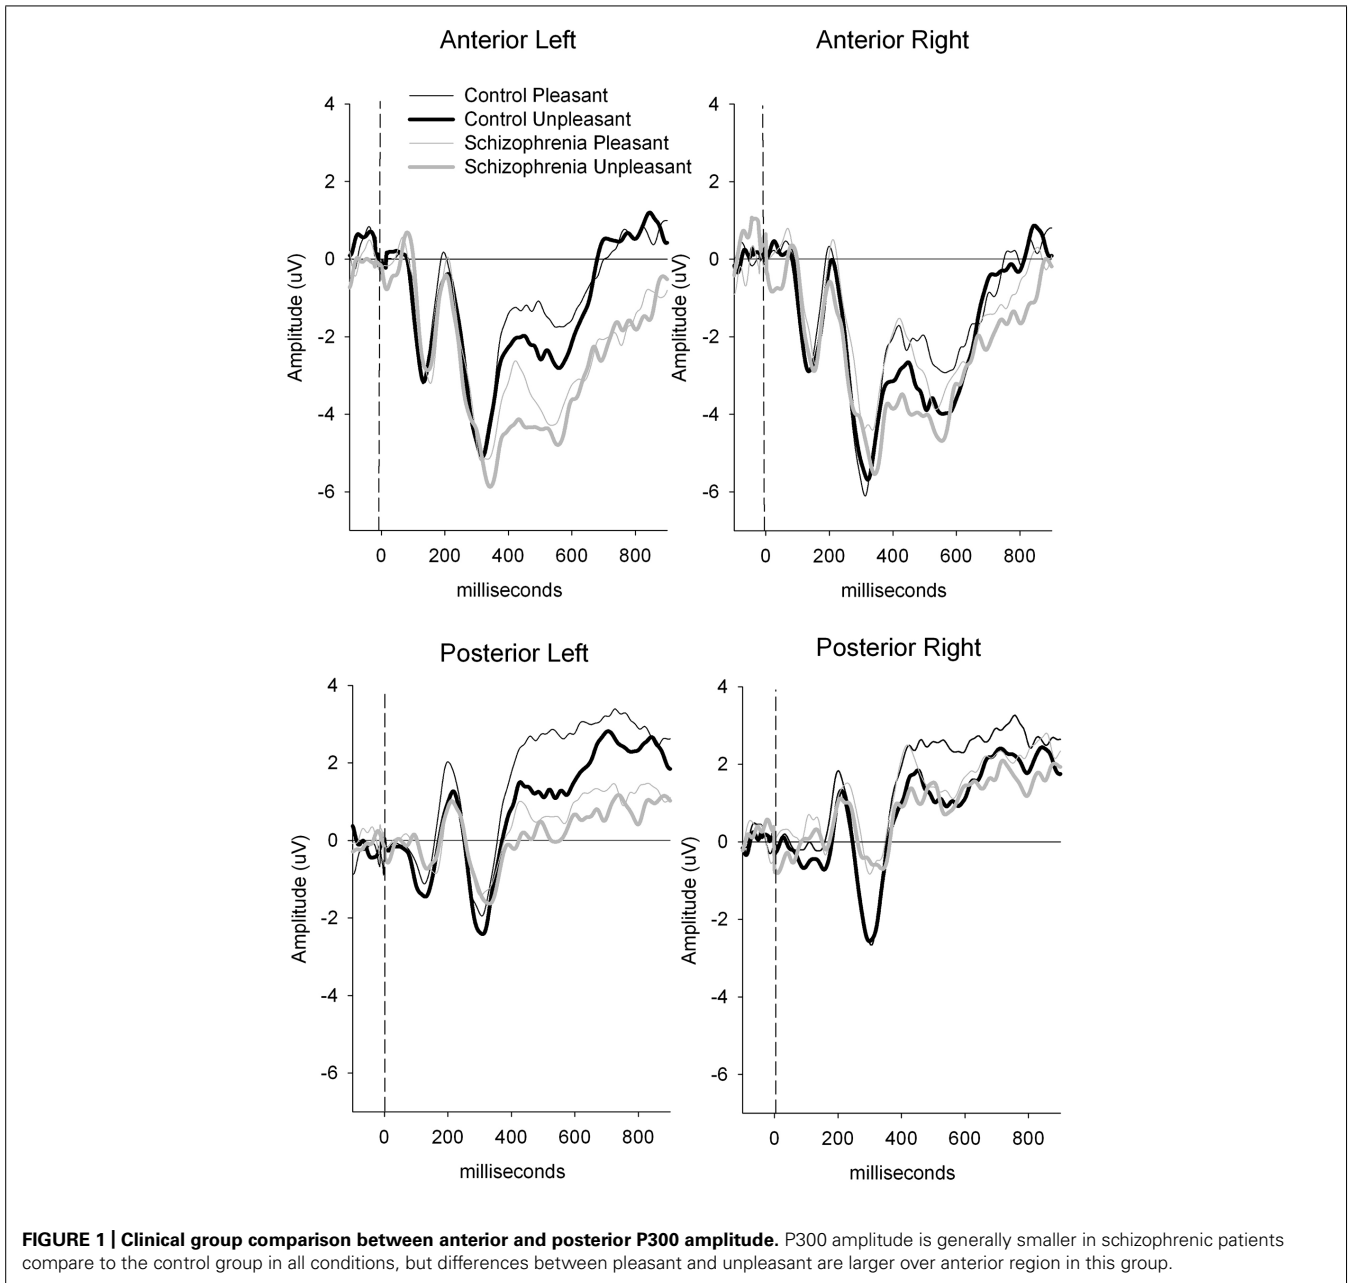 Anterior Left
Anterior Right
Control Pleasant
Control Unpleasant
Schizophrenia Pleasant
Schizophrenia Unpleasant
4
2
0
-2
-4
-6
Amplitude (uV)
0 200 400 600 800
milliseconds
4
2
0
-2
-4
-6
Amplitude (uV)
0 200 400 600 800
milliseconds
Posterior Left
Posterior Right
4
2
0
-2
-4
-6
Amplitude (uV)
0 200 400 600 800
milliseconds
4
2
0
-2
-4
-6
Amplitude (uV)
0 200 400 600 800
milliseconds
FIGURE 1 | Clinical group comparison between anterior and posterior P300 amplitude. P300 amplitude is generally smaller in schizophrenic patients
compare to the control group in all conditions, but differences between pleasant and unpleasant are larger over anterior region in this group.